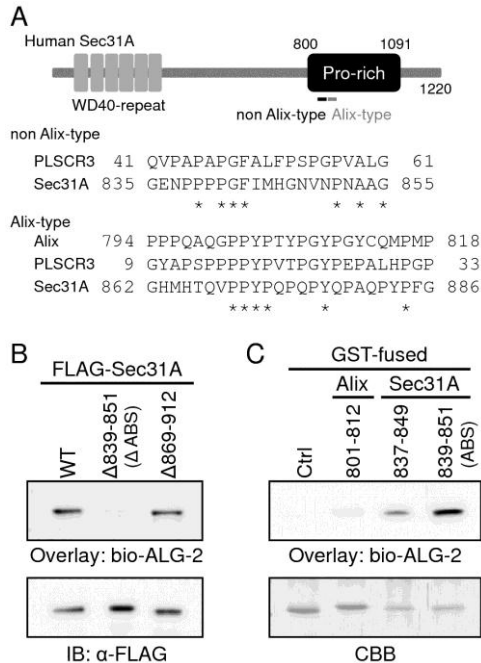 A
Human Sec31A
800
1091
Pro-rich
1220
WD40-repeat
non Alix-type Alix-type
non Alix-type
PLSCR3 41 QVPAPAPGFALFPSPGPVALG 61
Sec31A 835 GENPPPPGFIMHGNVNPNAAG 855
* *** * * *
Alix-type
Alix 794 PPPQAQGPPYPTYPGYPGYCQMPMP 818
PLSCR3 9 GYAPSPPPPYPVTPGYPEPALHPGP 33
Sec31A 862 GHMHTQVPPYPQPQPYQPAQPYPFG 886
**** * *
B
FLAG-Sec31A
WT
Δ839-851
(ΔABS)
Δ869-912
Overlay: bio-ALG-2
IB: α-FLAG
C
GST-fused
Alix Sec31A
Ctrl
801-812
837-849
839-851
(ABS)
Overlay: bio-ALG-2
CBB